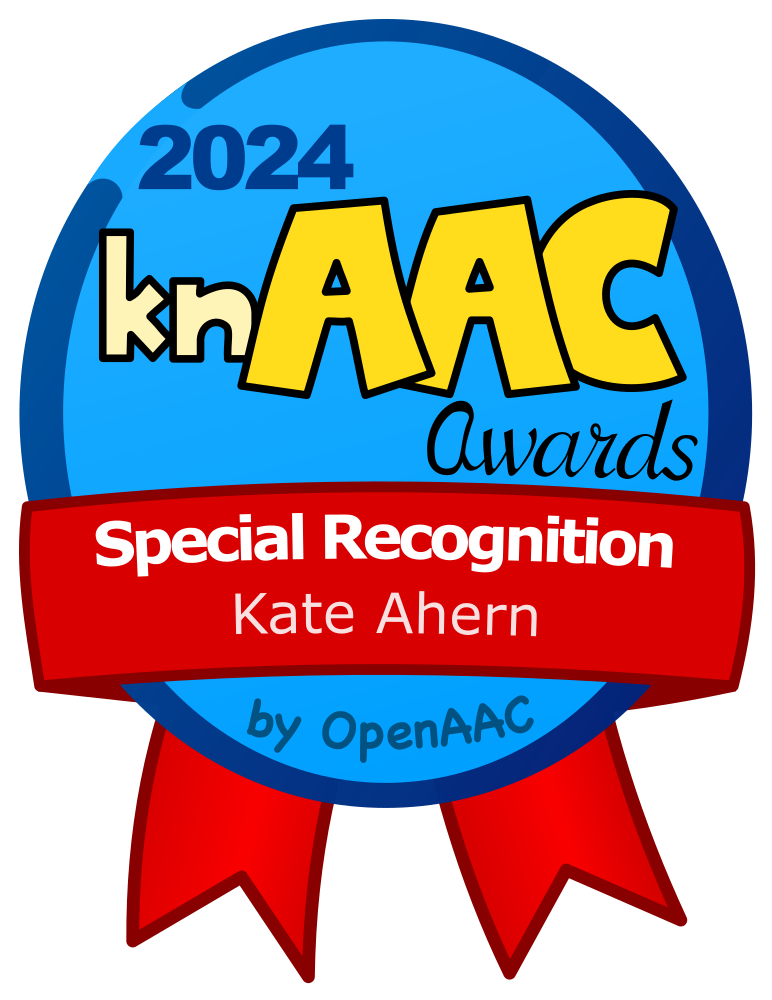 2024
knAAC
Awards
Special Recognition
Kate Ahern
by OpenAAC